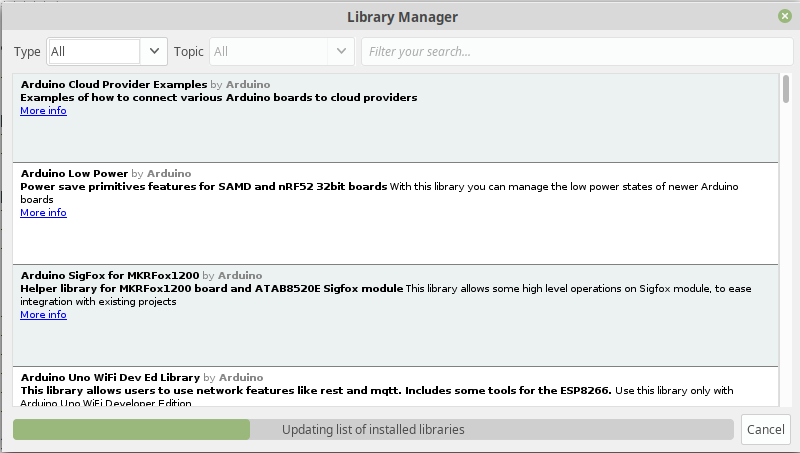 Library Manager
Type All Topic All Filter your search...
Arduino Cloud Provider Examples by Arduino
Examples of how to connect various Arduino boards to cloud providers
More info
Arduino Low Power by Arduino
Power save primitives features for SAMD and nRF52 32bit boards With this library you can manage the low power states of newer Arduino
boards
More info
Arduino SigFox for MKRFox1200 by Arduino
Helper library for MKRFox1200 board and ATAB8520E Sigfox module This library allows some high level operations on Sigfox module, to ease
integration with existing projects
More info
Arduino Uno WiFi Dev Ed Library by Arduino
This library allows users to use network features like rest and mqtt. Includes some tools for the ESP8266. Use this library only with
Arduino Uno WiFi Developer Edition
Updating list of installed libraries Cancel